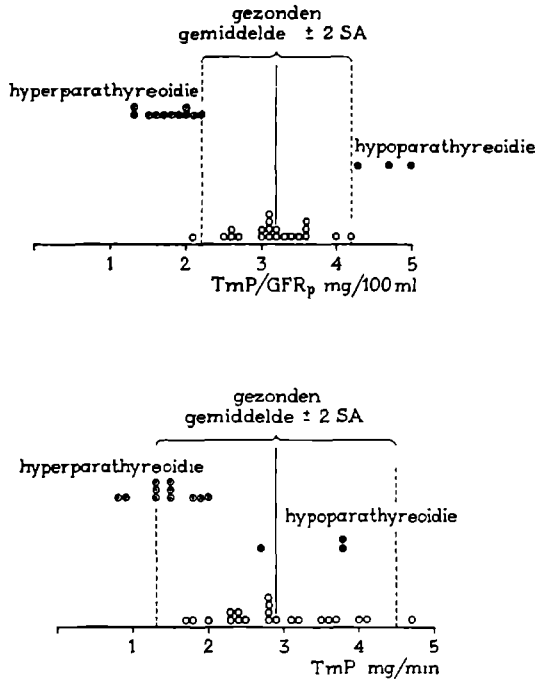 gezonden
gemiddelde ± 2 SA
hyperparathyreoidie
hypoparathyreoidie
1 2 3 4 5
TmP/GFRp mg/100 ml
gezonden
gemiddelde ± 2 SA
hyperparathyreoidie
hypoparathyreoidie
1 2 3 4 5
TmP mg/min